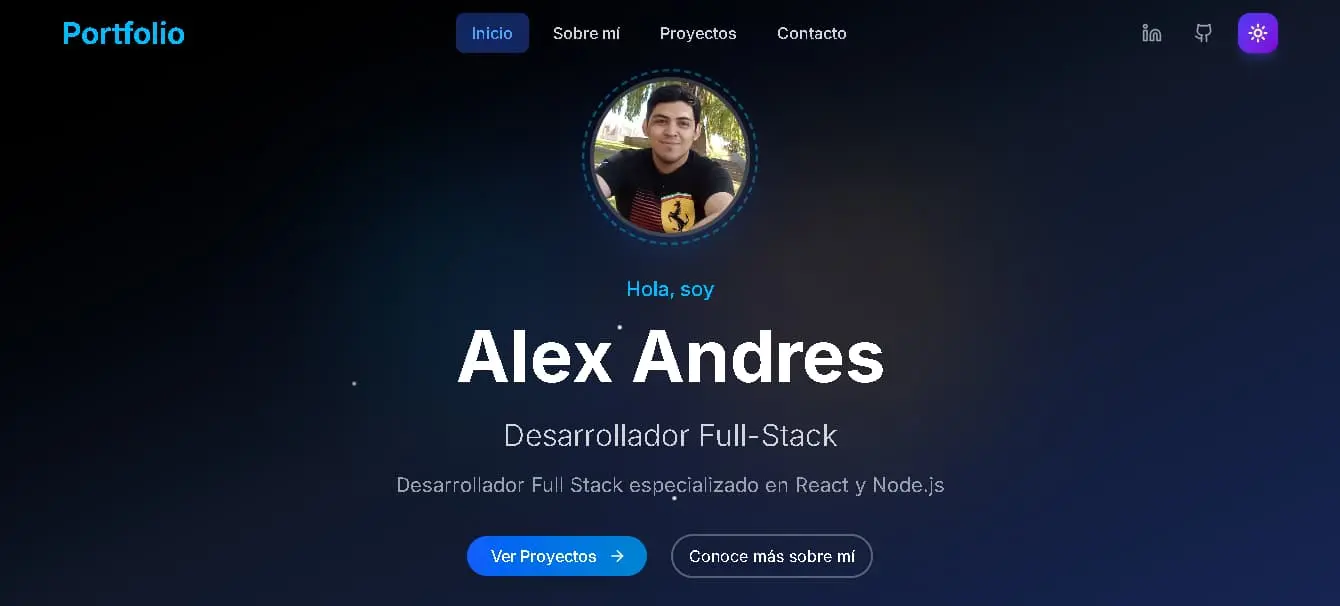 Portfolio
Inicio Sobre mí Proyectos Contacto
Hola, soy
Alex Andres
Desarrollador Full-Stack
Desarrollador Full Stack especializado en React y Node.js
Ver Proyectos Conoce más sobre mí